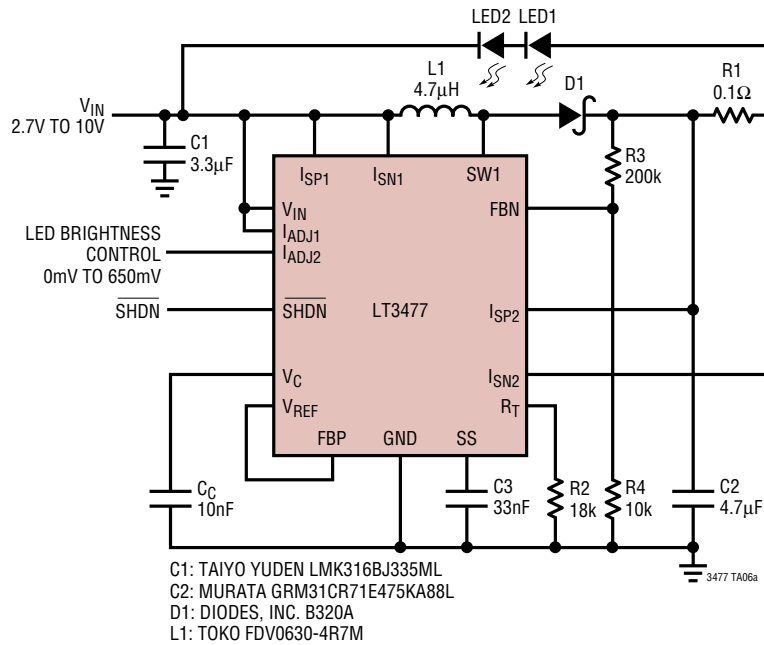 LED2 LED1
L1
4.7µH
D1
R1
0.1Ω
VIN
2.7V TO 10V
C1
3.3µF
R3
200k
ISP1
ISN1
SW1
VIN
IADJ1
IADJ2
FBN
LED BRIGHTNESS
CONTROL
0mV TO 650mV
SHDN
SHDN
LT3477
ISP2
VC
ISN2
VREF
RT
FBP
GND
SS
CC
10nF
C3
33nF
R2
18k
R4
10k
C2
4.7µF
3477 TA06a
C1: TAIYO YUDEN LMK316BJ335ML
C2: MURATA GRM31CR71E475KA88L
D1: DIODES, INC. B320A
L1: TOKO FDV0630-4R7M